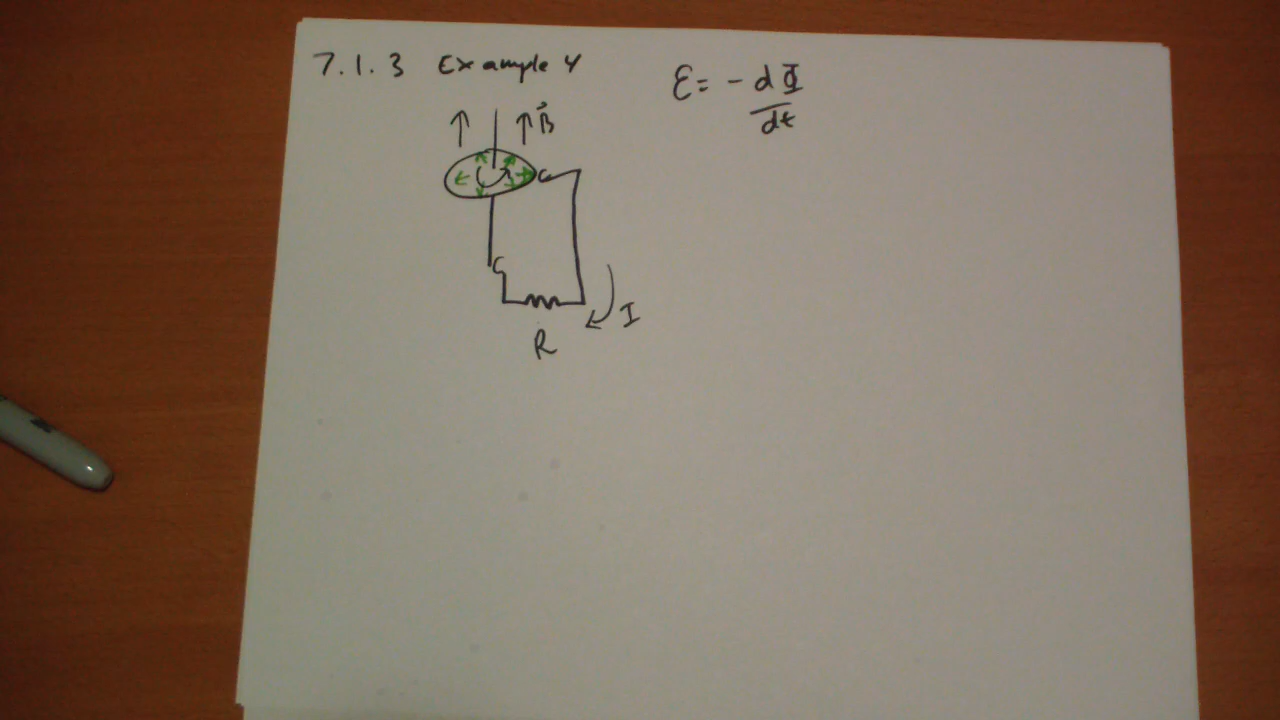 7.1.3 Example 4
ε = - dΦ
dt
B⃗
I
R